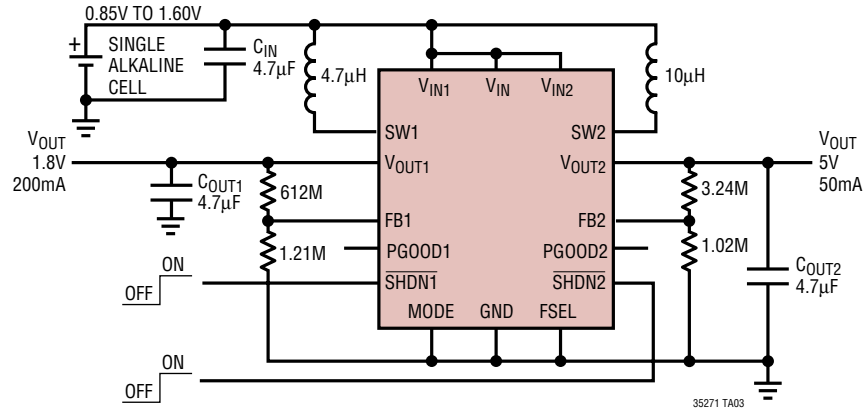 0.85V TO 1.60V
+
SINGLE
ALKALINE
CELL
CIN
4.7µF
4.7µH
10µH
VIN1
VIN
VIN2
SW1
SW2
VOUT
1.8V
200mA
VOUT1
VOUT2
VOUT
5V
50mA
COUT1
4.7µF
612M
3.24M
FB1
FB2
1.21M
1.02M
PGOOD1
PGOOD2
COUT2
4.7µF
OFF
ON
SHDN1
SHDN2
MODE
GND
FSEL
OFF
ON
35271 TA03